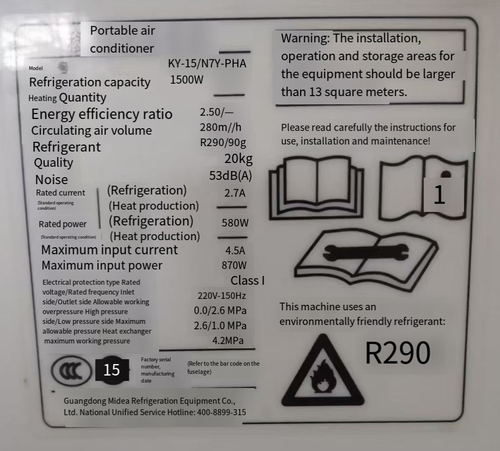 Portable air
conditioner
Model KY-15/N7Y-PHA
Refrigeration capacity 1500W
Heating Quantity
Energy efficiency ratio 2.50/—
Circulating air volume 280m//h
Refrigerant R290/90g
Quality 20kg
Noise 53dB(A)
Rated current (Refrigeration) 2.7A
(Standard operating condition) (Heat production)
Rated power (Refrigeration) 580W
(Standard operating condition) (Heat production)
Maximum input current 4.5A
Maximum input power 870W
Electrical protection type Rated Class I
voltage/Rated frequency Inlet 220V-150Hz
side/Outlet side Allowable working
overpressure High pressure 0.0/2.6 MPa
side/Low pressure side Maximum
allowable pressure Heat exchanger 2.6/1.0 MPa
maximum working pressure 4.2MPa
CCC 15 Factory serial number, manufacturing date (Refer to the bar code on the fuselage)
Guangdong Midea Refrigeration Equipment Co.,
Ltd. National Unified Service Hotline: 400-8899-315
Warning: The installation,
operation and storage areas for
the equipment should be larger
than 13 square meters.
Please read carefully the instructions for
use, installation and maintenance!
1
This machine uses an
environmentally friendly refrigerant:
R290